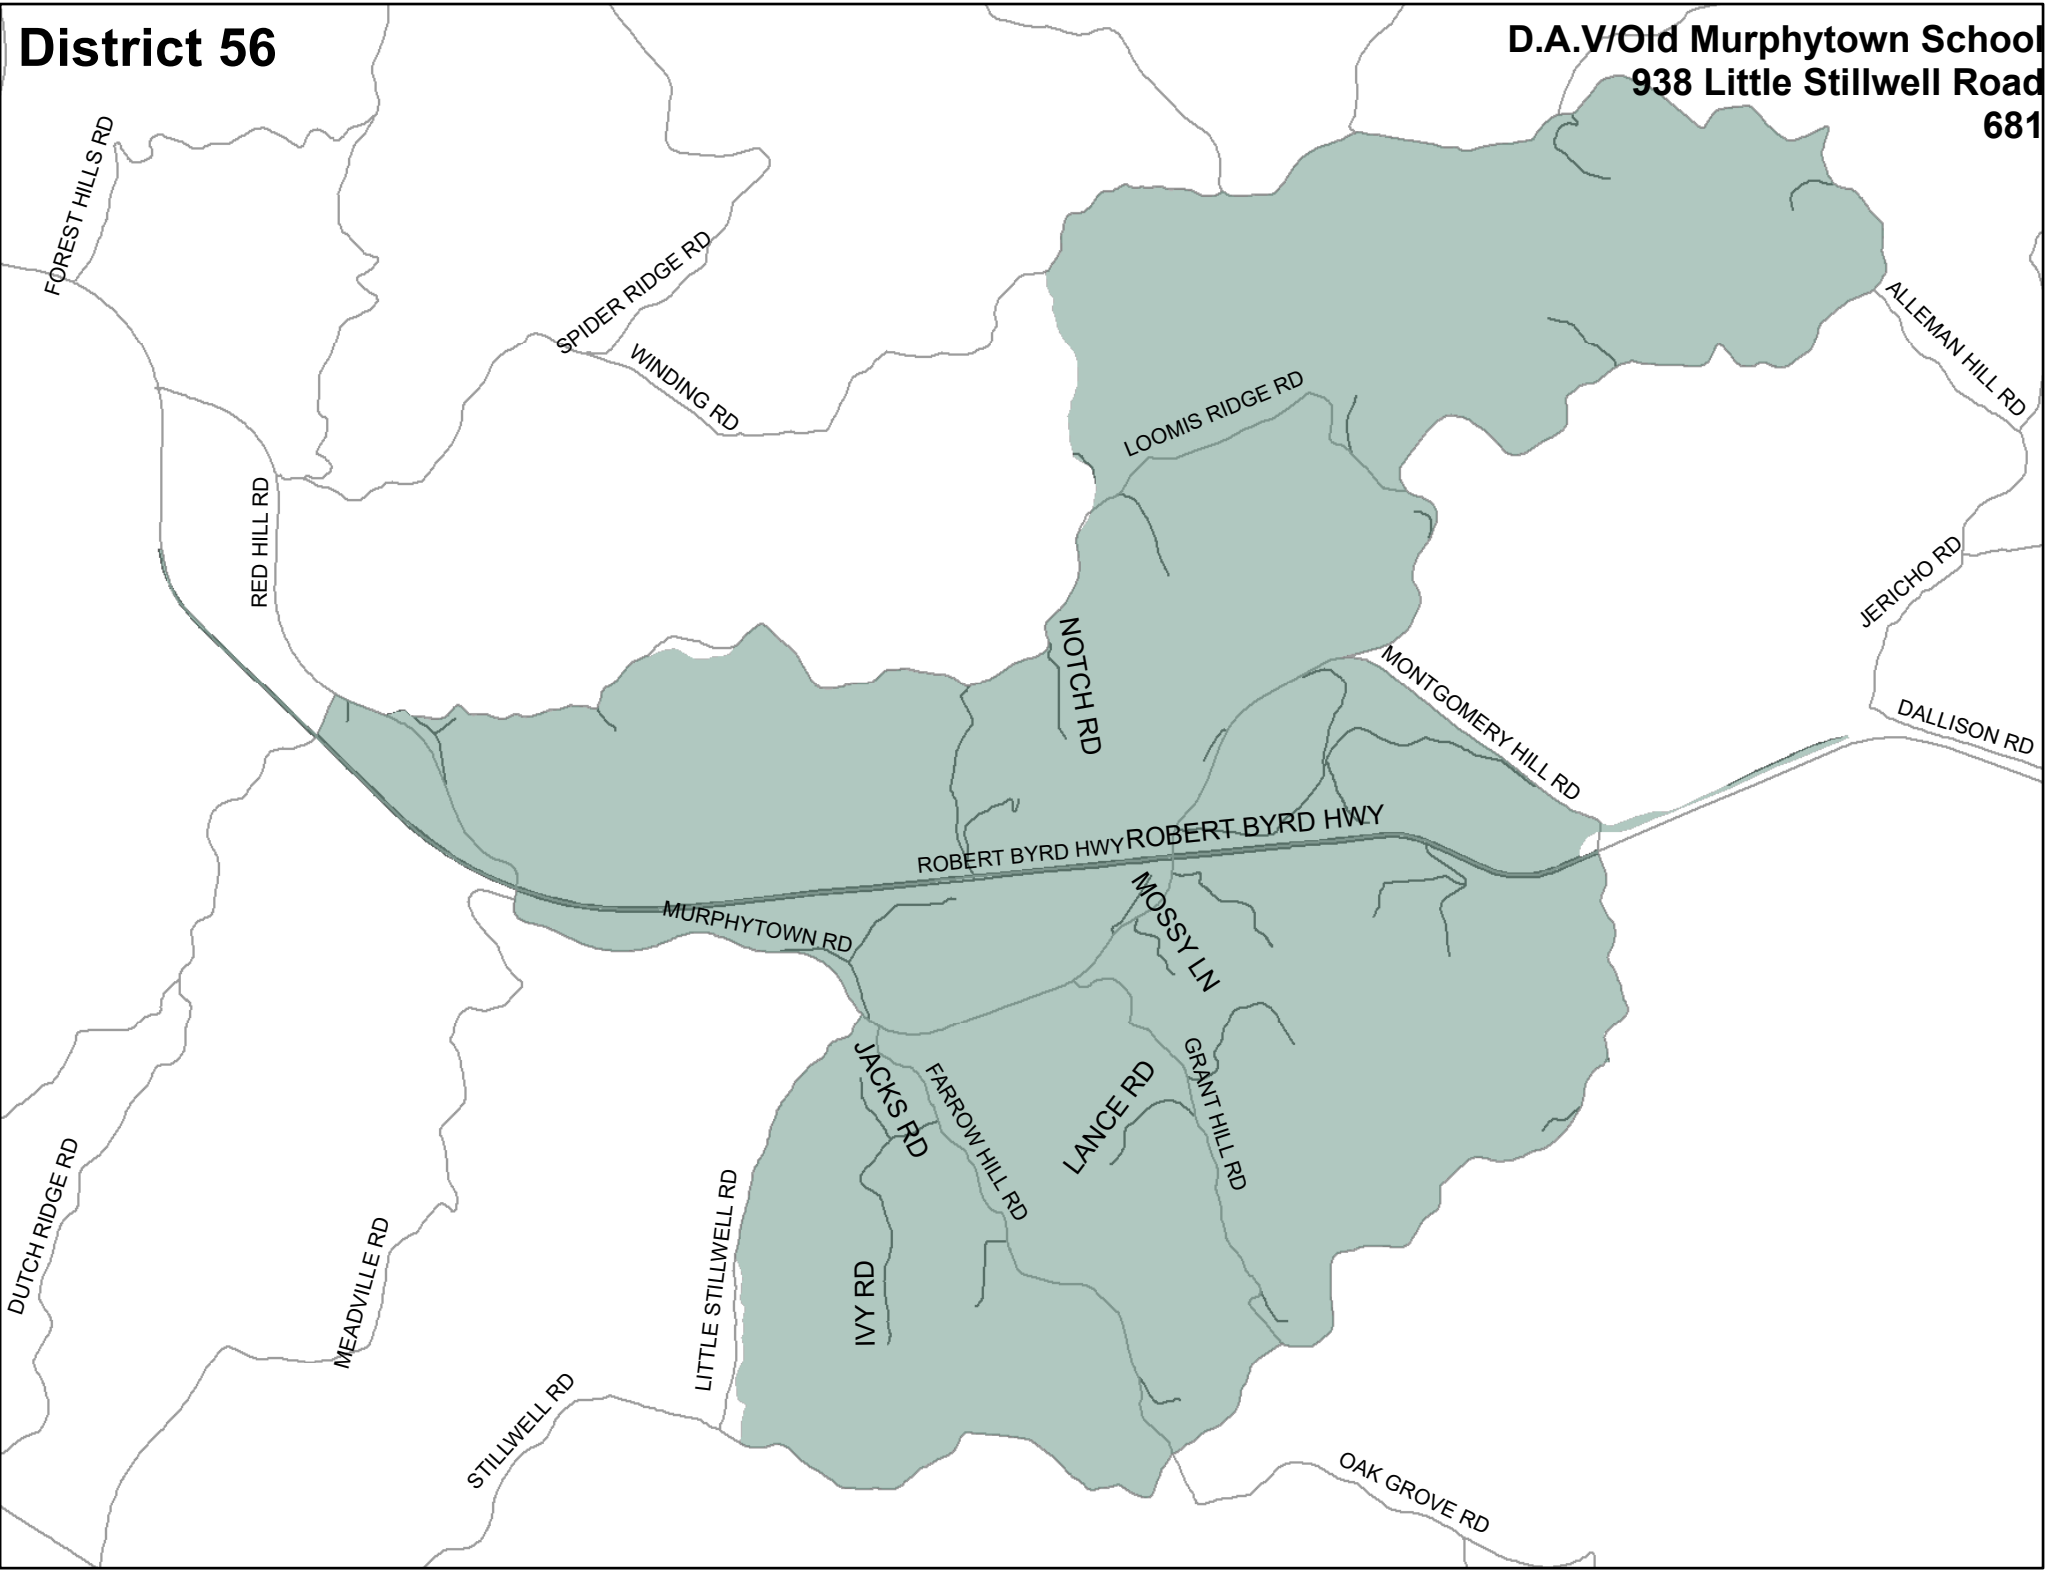 District 56
D.A.V/Old Murphytown School
938 Little Stillwell Road
681
FOREST HILLS RD
SPIDER RIDGE RD
WINDING RD
ALLEMAN HILL RD
LOOMIS RIDGE RD
RED HILL RD
JERICHO RD
NOTCH RD
MONTGOMERY HILL RD
DALLISON RD
ROBERT BYRD HWY
ROBERT BYRD HWY
MURPHYTOWN RD
MOSSY LN
JACKS RD
FARROW HILL RD
LANCE RD
GRANT HILL RD
DUTCH RIDGE RD
MEADVILLE RD
LITTLE STILLWELL RD
IVY RD
STILLWELL RD
OAK GROVE RD